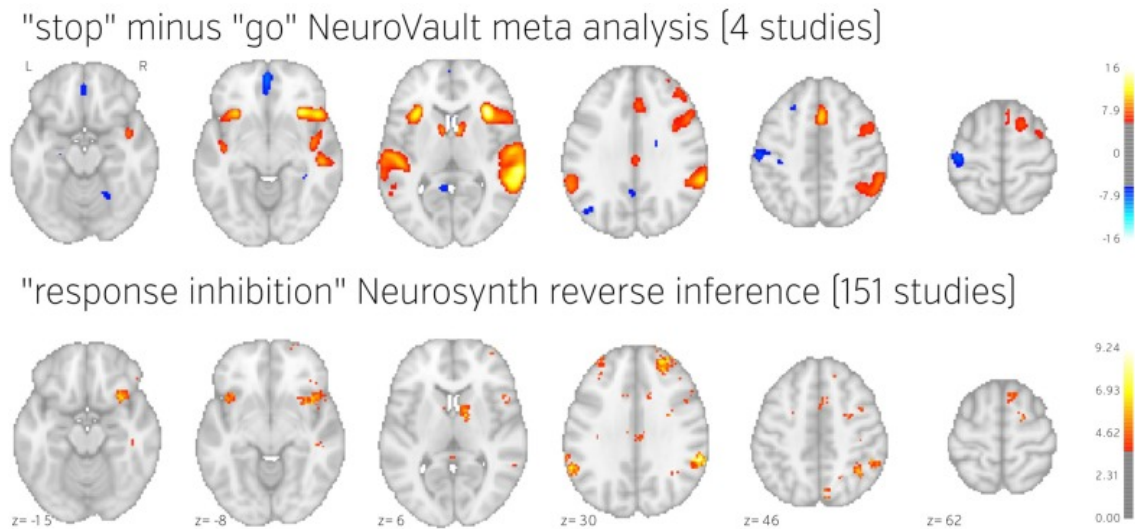 "stop" minus "go" NeuroVault meta analysis (4 studies)
L R
16
7.9
0
-7.9
-16
"response inhibition" Neurosynth reverse inference (151 studies)
9.24
6.93
4.62
2.31
0.00
z= -15 z= -8 z= 6 z= 30 z= 46 z= 62